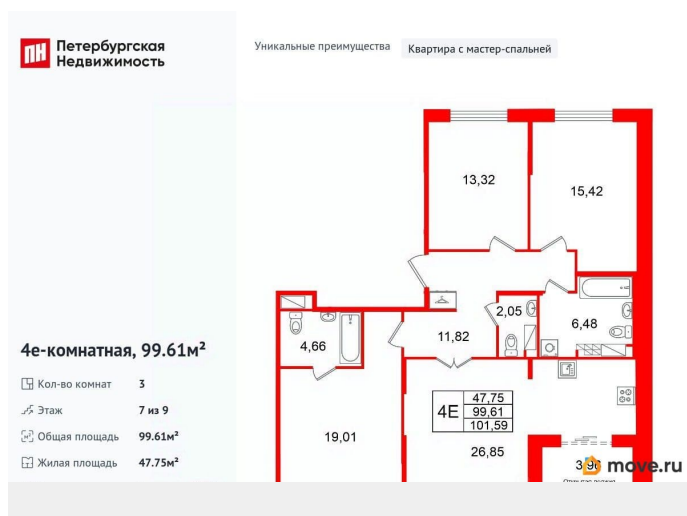 ПН
Петербургская
Недвижимость
Уникальные преимущества
Квартира с мастер-спальней
4е-комнатная, 99.61м²
Кол-во комнат 3
Этаж 7 из 9
Общая площадь 99.61м²
Жилая площадь 47.75м²
13,32
15,42
2,05
6,48
4,66
11,82
4Е
47,75
99,61
101,59
19,01
26,85
move.ru